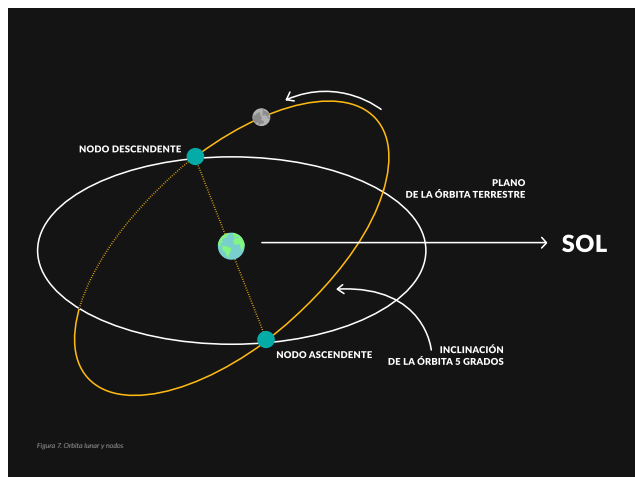 NODO DESCENDENTE
PLANO
DE LA ÓRBITA TERRESTRE
SOL
INCLINACIÓN
DE LA ÓRBITA 5 GRADOS
NODO ASCENDENTE
Figura 7. Orbita lunar y nodos